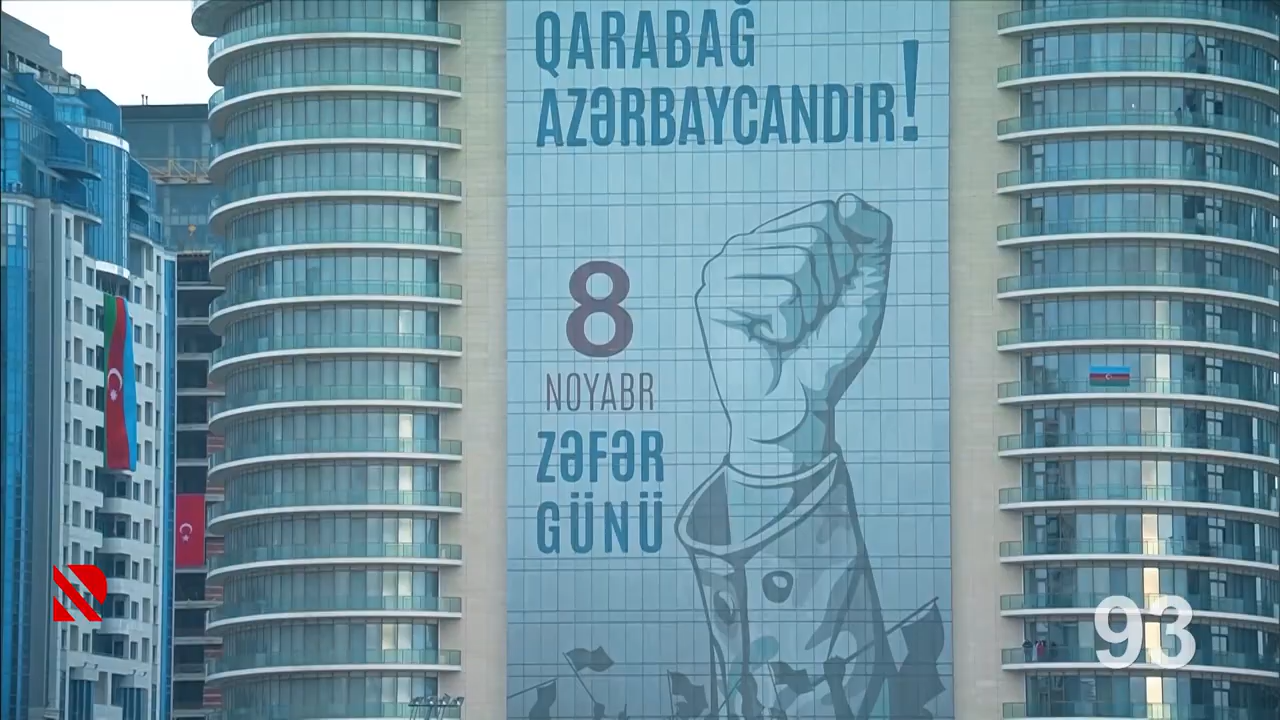 QARABAĞ
AZƏRBAYCANDIR!
8
NOYABR
ZƏFƏR
GÜNÜ
93